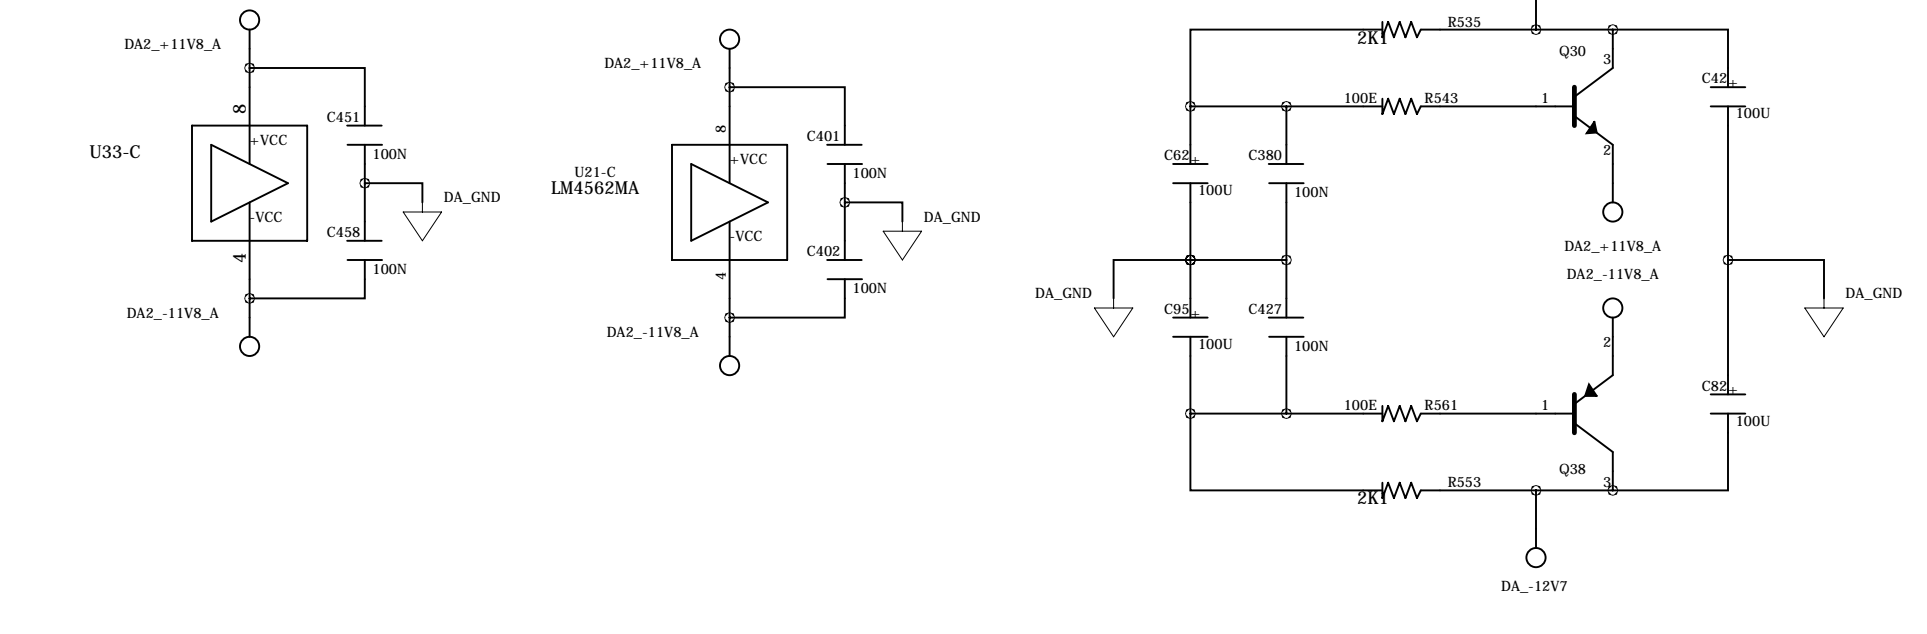 DA2_+11V8_A
8
+VCC
U33-C
-VCC
4
C451
100N
DA_GND
C458
100N
DA2_-11V8_A
DA2_+11V8_A
8
+VCC
U21-C
LM4562MA
-VCC
4
C401
100N
DA_GND
C402
100N
DA2_-11V8_A
2K1
R535
Q30
3
100E
R543
1
2
C42
+
100U
C62
+
100U
C380
100N
DA2_+11V8_A
DA2_-11V8_A
DA_GND
DA_GND
C95
+
100U
C427
100N
2
C82
+
100U
100E
R561
1
Q38
3
2K1
R553
DA_-12V7